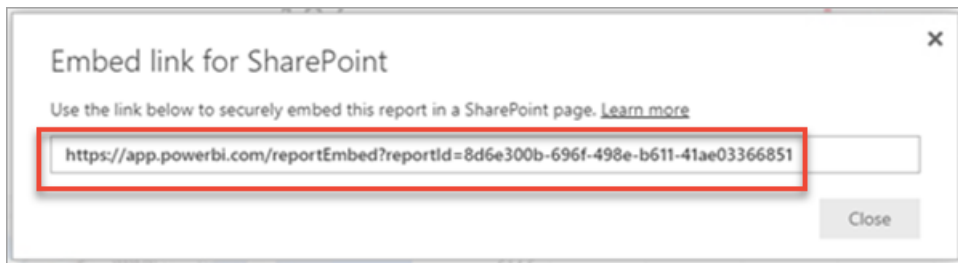 Embed link for SharePoint
Use the link below to securely embed this report in a SharePoint page. Learn more
https://app.powerbi.com/reportEmbed?reportId=8d6e300b-696f-498e-b611-41ae03366851
Close